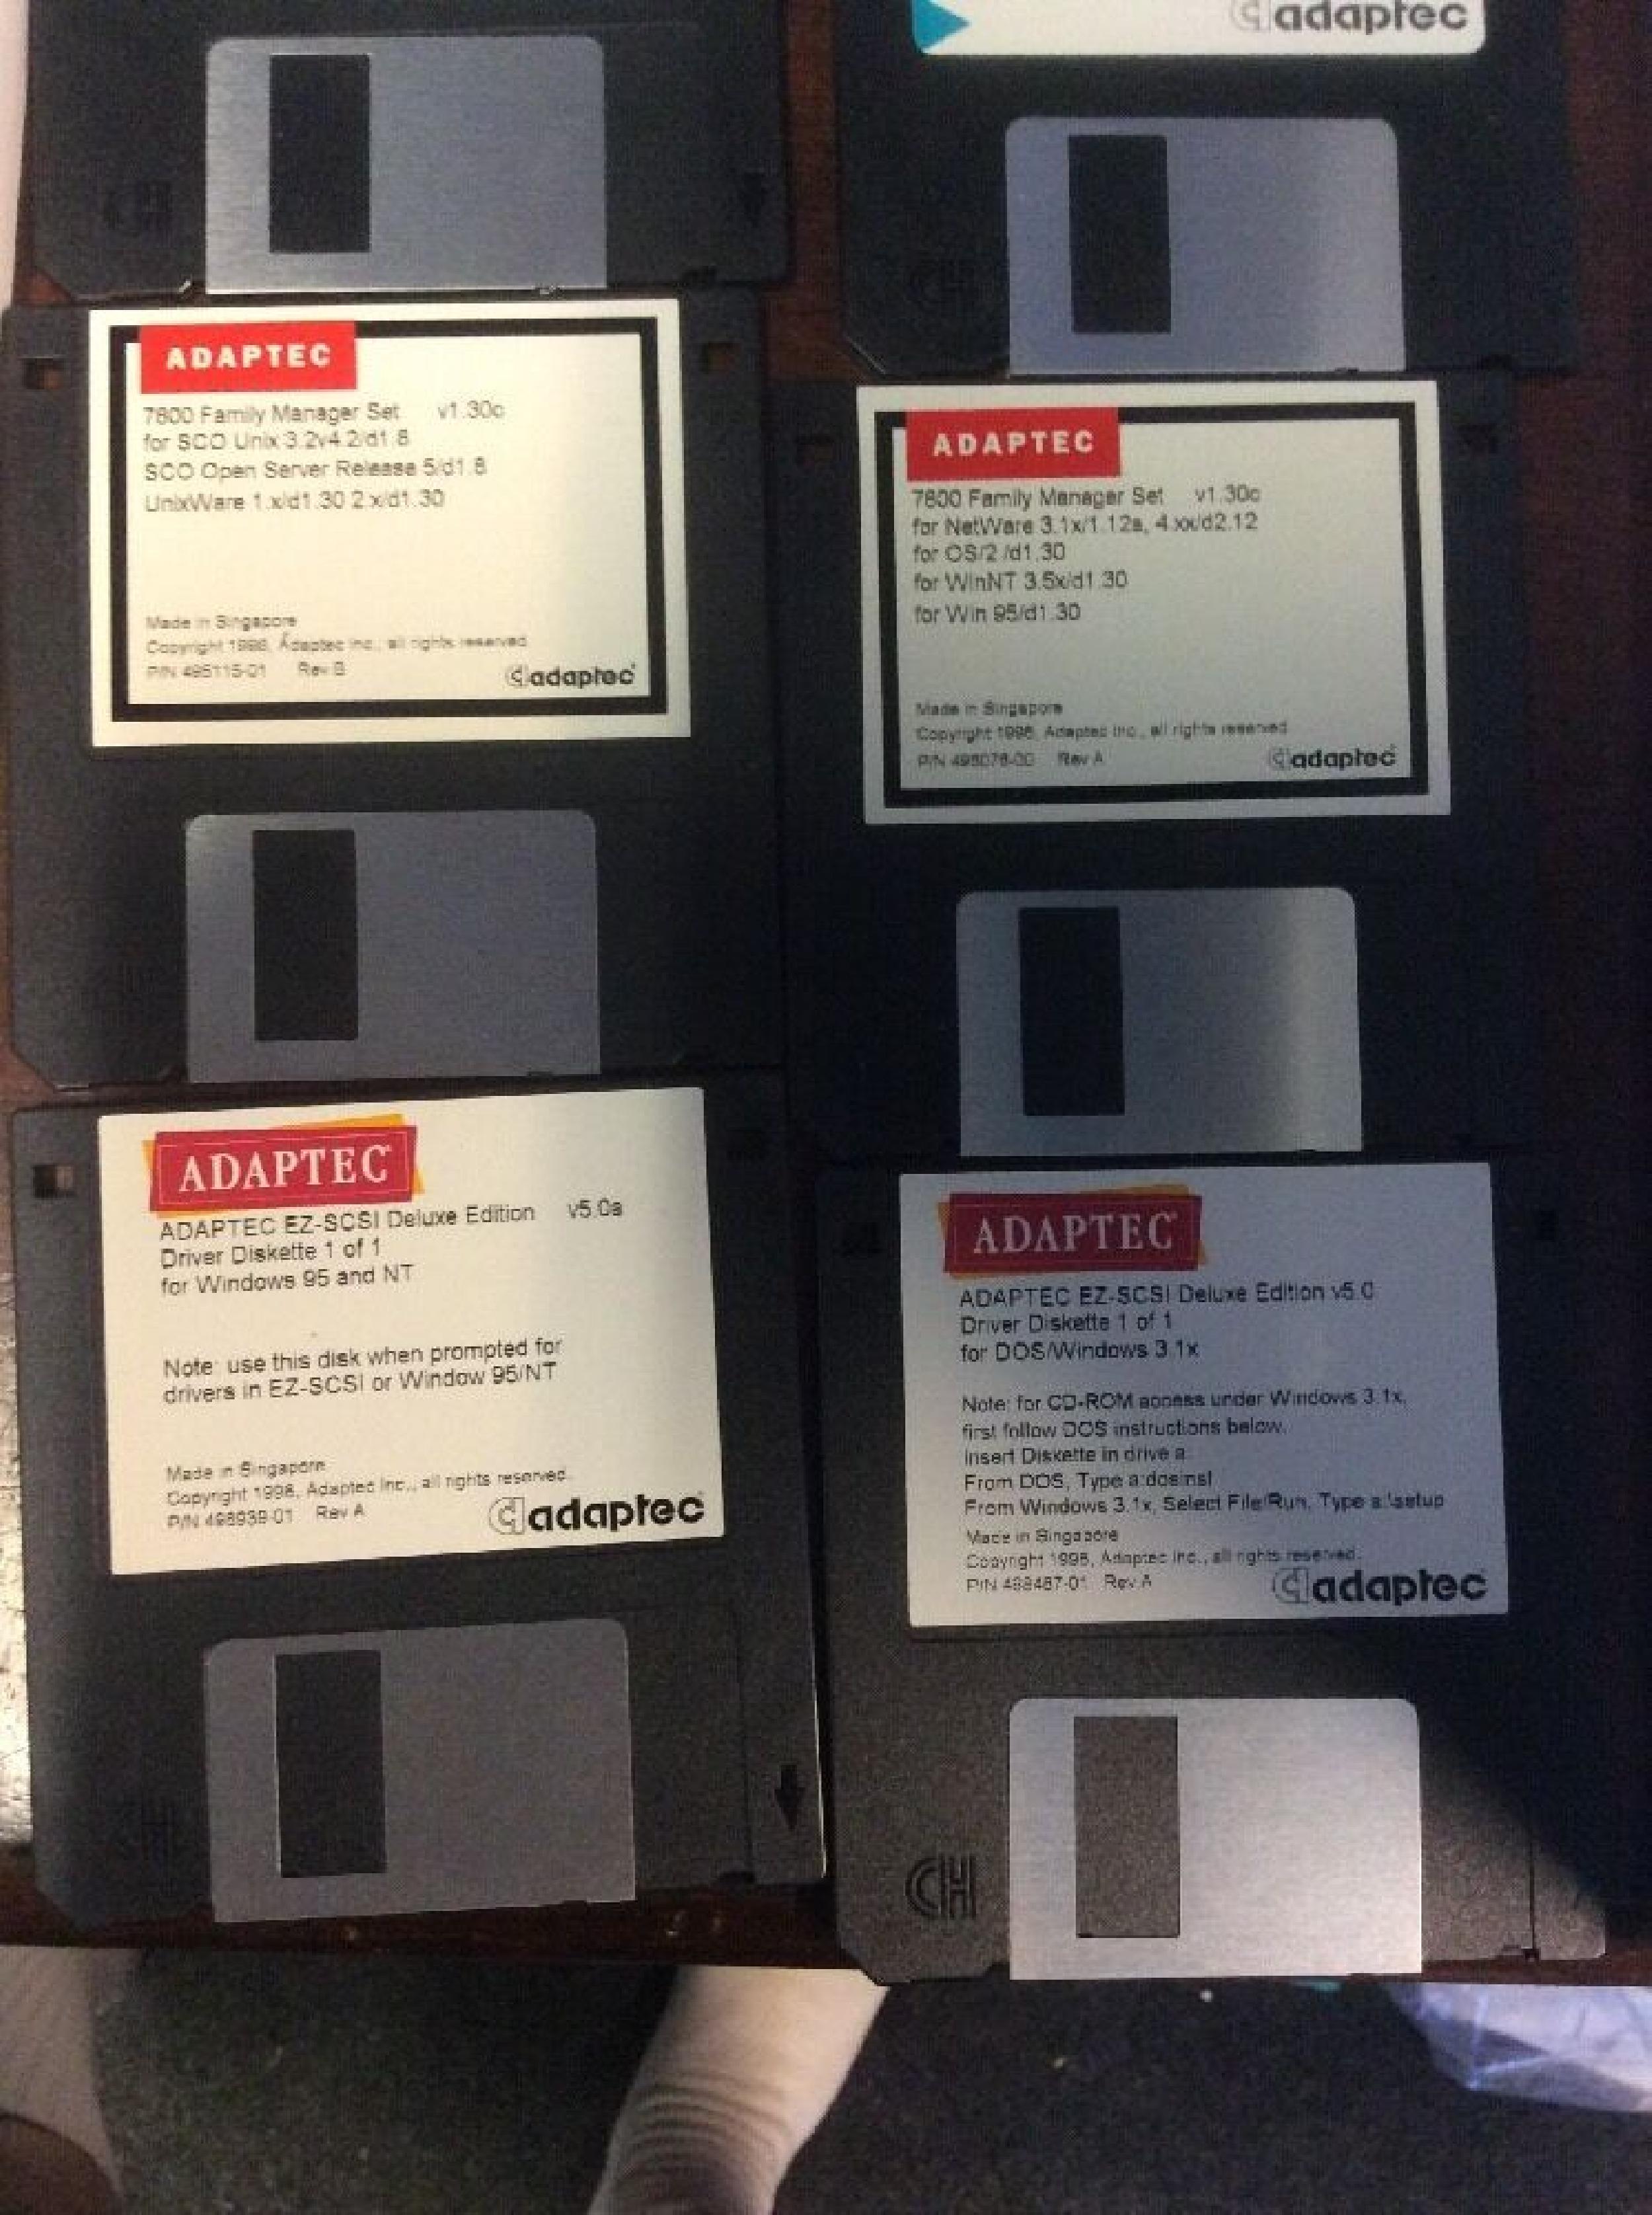 adaptec
ADAPTEC
7800 Family Manager Set v1.30c
for SCO Unix 3.2v4.2/d1.8
SCO Open Server Release 5/d1.8
UnixWare 1.x/d1.30 2.x/d1.30
Made in Singapore
Copyright Adaptec Inc., all rights reserved
P/N 495115-01 Rev B
adaptec
ADAPTEC
7800 Family Manager Set v1.30c
for NetWare 3.1x/1.12a, 4.xx/d2.12
for OS/2 /d1.30
for WinNT 3.5x/d1.30
for Win 95/d1.30
Made in Singapore
Copyright Adaptec Inc., all rights reserved
P/N Rev A
adaptec
ADAPTEC
ADAPTEC EZ-SCSI Deluxe Edition v5.0a
Driver Diskette 1 of 1
for Windows 95 and NT
Note: use this disk when prompted for
drivers in EZ-SCSI or Window 95/NT
Made in Singapore
Copyright Adaptec Inc., all rights reserved.
P/N Rev A
adaptec
ADAPTEC
ADAPTEC EZ-SCSI Deluxe Edition v5.0
Driver Diskette 1 of 1
for DOS/Windows 3.1x
Note: for CD-ROM access under Windows 3.1x,
first follow DOS instructions below.
Insert Diskette in drive a:
From DOS, Type a:dosinst
From Windows 3.1x, Select File/Run, Type a:\setup
Made in Singapore
Copyright Adaptec Inc., all rights reserved.
P/N Rev A
adaptec
CH